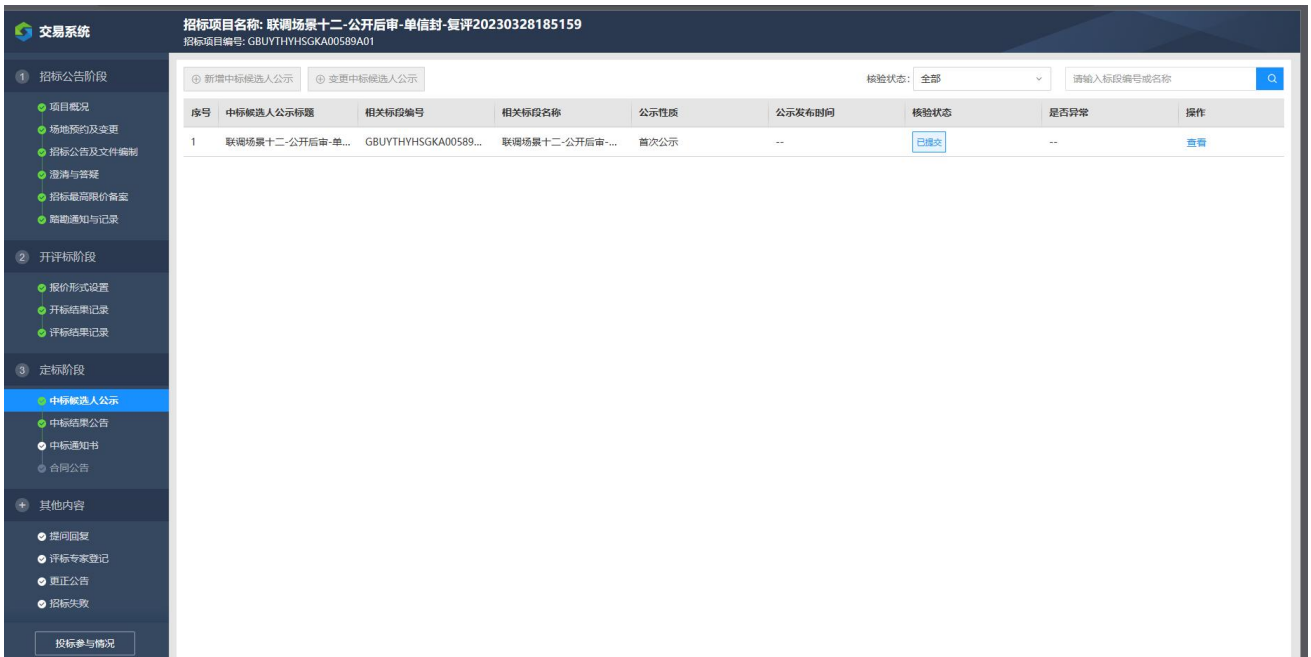 交易系统
招标项目名称: 联调场景十二-公开后审-单信封-复评20230328185159
招标项目编号: GBUYTHYHSGKA00589A01
1 招标公告阶段
项目概况
场地预约及变更
招标公告及文件编制
澄清与答疑
招标最高限价备案
踏勘通知与记录
2 开评标阶段
报价形式设置
开标结果记录
评标结果记录
3 定标阶段
中标候选人公示
中标结果公告
中标通知书
合同公告
其他内容
提问回复
评标专家登记
更正公告
招标失败
投标参与情况
新增中标候选人公示 变更中标候选人公示 核验状态: 全部 请输入标段编号或名称
序号 中标候选人公示标题 相关标段编号 相关标段名称 公示性质 公示发布时间 核验状态 是否异常 操作
1 联调场景十二-公开后审-单... GBUYTHYHSGKA00589... 联调场景十二-公开后审-... 首次公示 -- 已提交 -- 查看